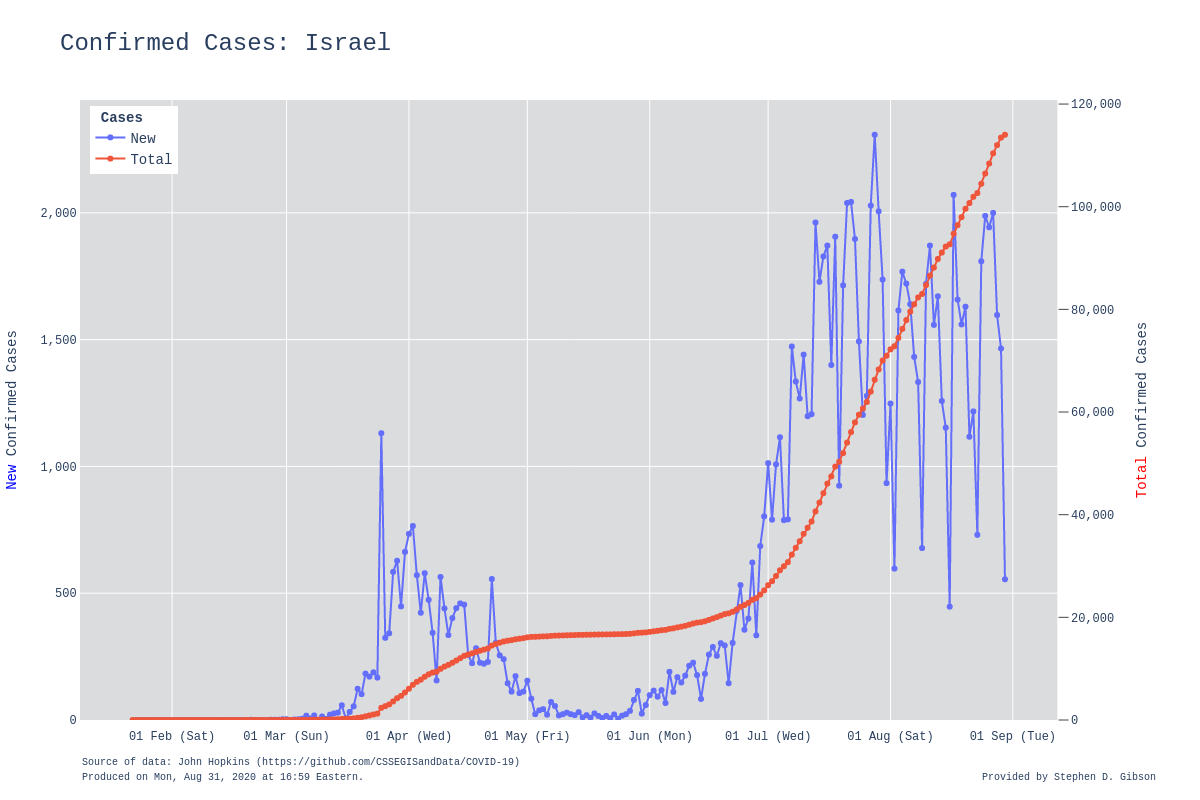 Confirmed Cases: Israel
Cases
New
Total
120,000
100,000
80,000
60,000
40,000
20,000
0
2,000
1,500
1,000
500
0
New Confirmed Cases
Total Confirmed Cases
01 Feb (Sat) 01 Mar (Sun) 01 Apr (Wed) 01 May (Fri) 01 Jun (Mon) 01 Jul (Wed) 01 Aug (Sat) 01 Sep (Tue)
Source of data: John Hopkins (https://github.com/CSSEGISandData/COVID-19)
Produced on Mon, Aug 31, 2020 at 16:59 Eastern.
Provided by Stephen D. Gibson